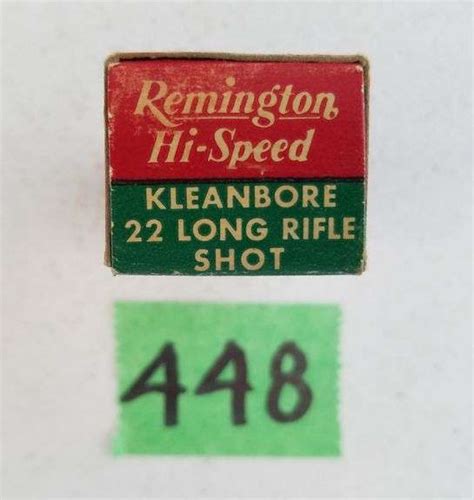 Remington
Hi-Speed
KLEANBORE
22 LONG RIFLE
SHOT
448